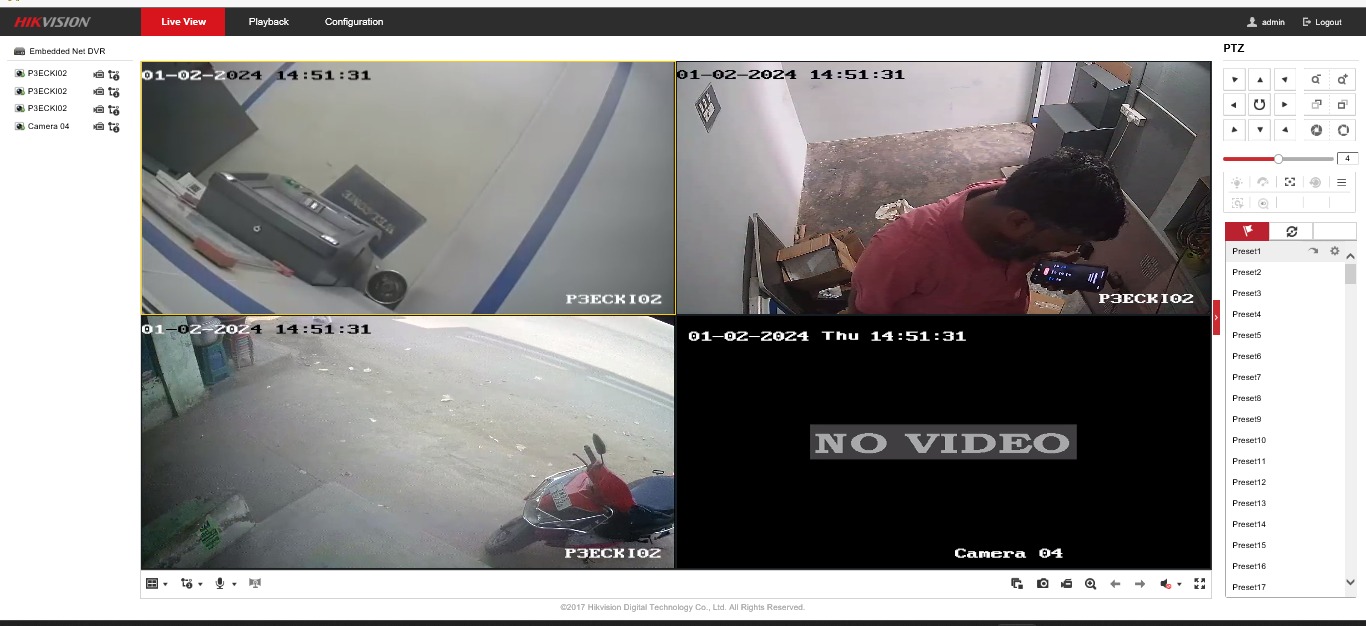 HIKVISION
Live View
Playback
Configuration
admin
Logout
Embedded Net DVR
P3ECKI02
P3ECKI02
P3ECKI02
Camera 04
01-02-2024 14:51:31
P3ECKI02
01-02-2024 14:51:31
P3ECKI02
01-02-2024 14:51:31
P3ECKI02
01-02-2024 Thu 14:51:31
NO VIDEO
Camera 04
PTZ
4
Preset1
Preset2
Preset3
Preset4
Preset5
Preset6
Preset7
Preset8
Preset9
Preset10
Preset11
Preset12
Preset13
Preset14
Preset15
Preset16
Preset17
©2017 Hikvision Digital Technology Co., Ltd. All Rights Reserved.